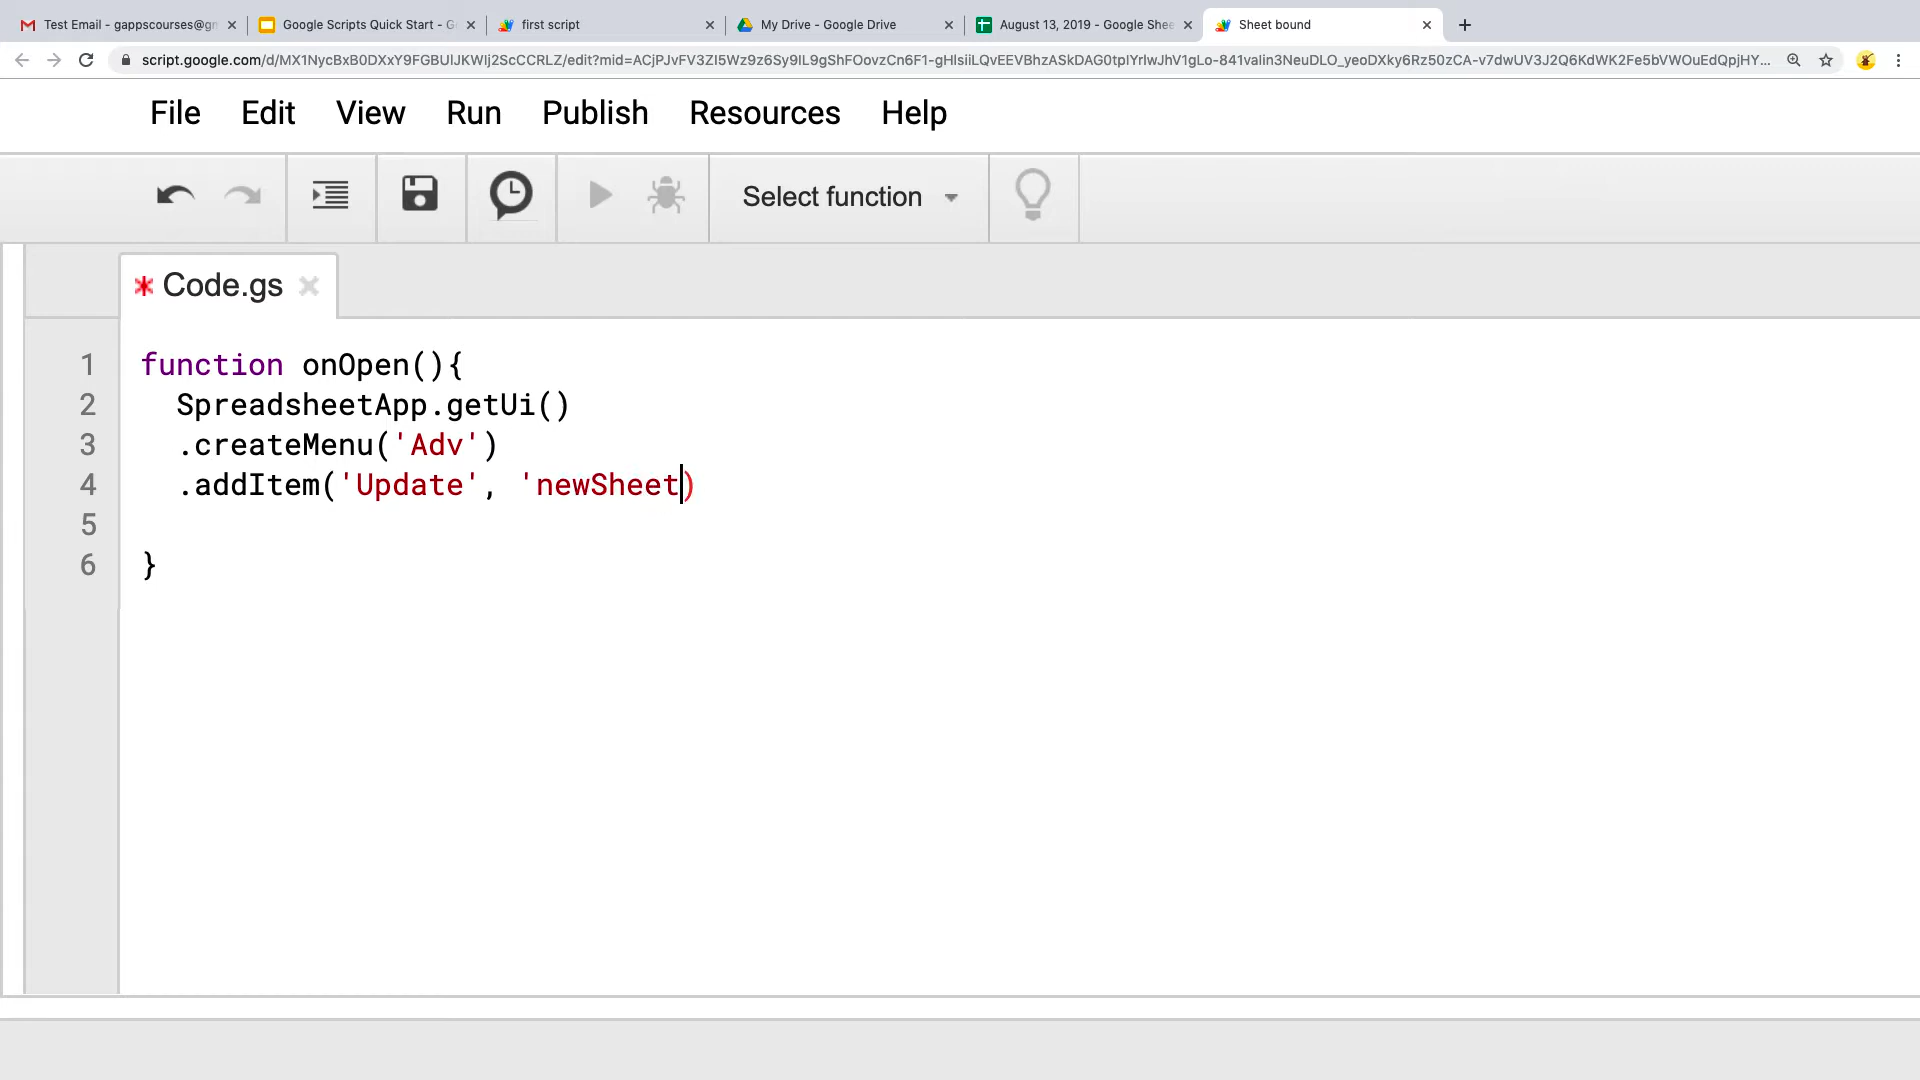 Test Email - gappscourses@gm
Google Scripts Quick Start - G
first script
My Drive - Google Drive
August 13, 2019 - Google Shee
Sheet bound
File Edit View Run Publish Resources Help
Select function
Code.gs
1 function onOpen(){
2 SpreadsheetApp.getUi()
3 .createMenu('Adv')
4 .addItem('Update', 'newSheet)
5
6 }